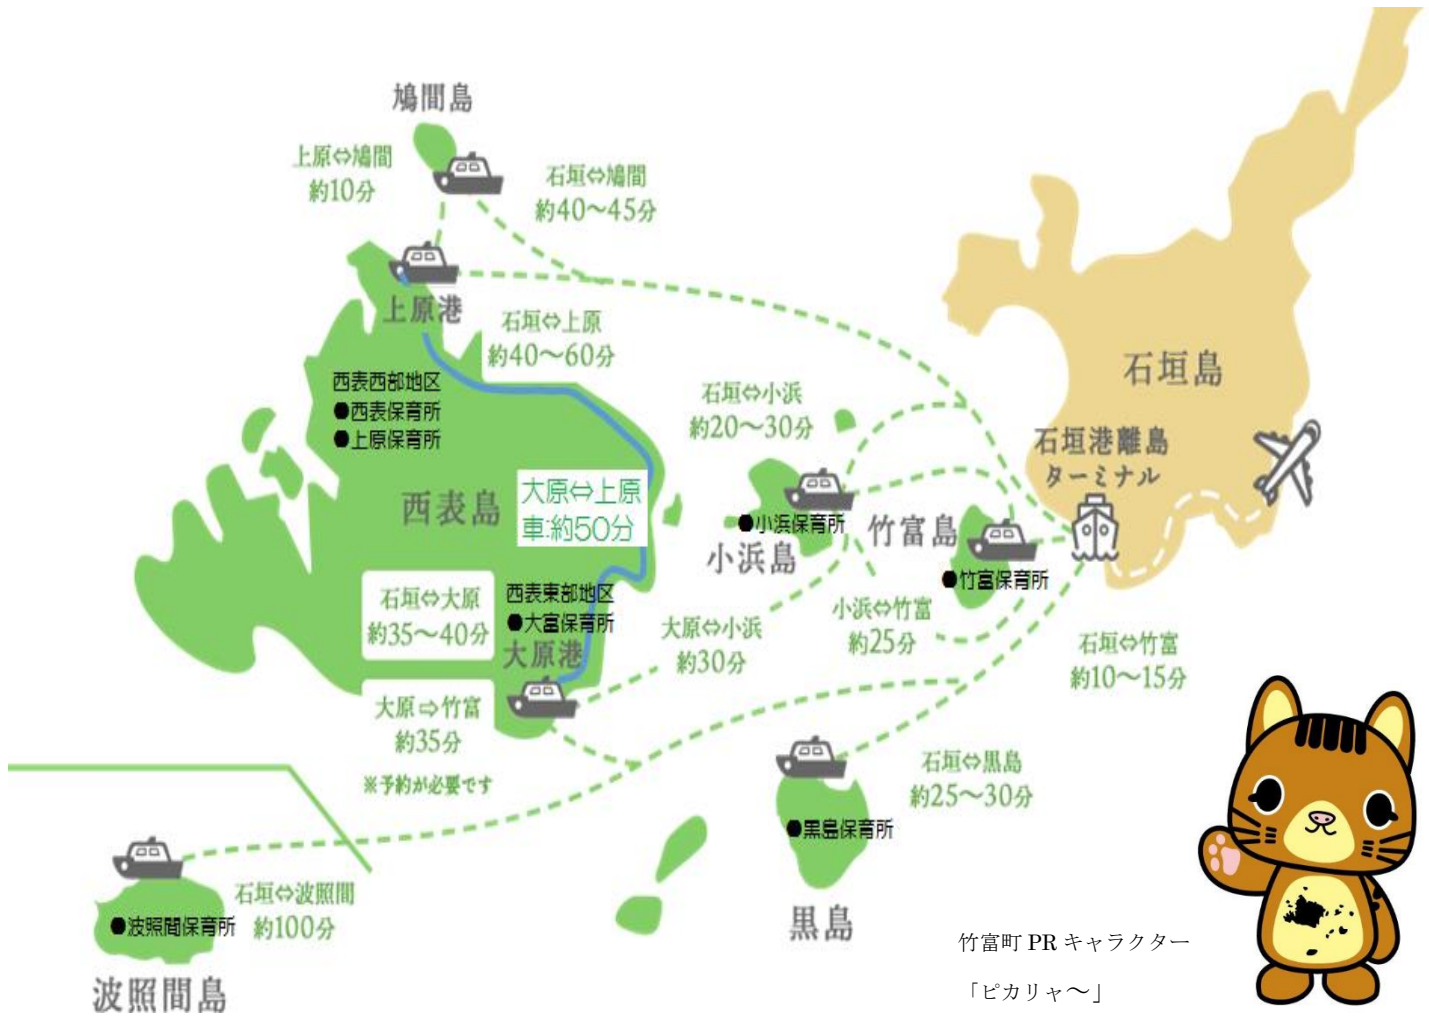 鳩間島
上原⇔鳩間
約10分
石垣⇔鳩間
約40～45分
上原港
石垣⇔上原
約40～60分
西表西部地区
●西表保育所
●上原保育所
西表島
大原⇔上原
車:約50分
石垣島
石垣港離島
ターミナル
石垣⇔小浜
約20～30分
●小浜保育所
小浜島
竹富島
●竹富保育所
石垣⇔大原
約35～40分
西表東部地区
●大富保育所
大原港
大原⇔小浜
約30分
小浜⇔竹富
約25分
石垣⇔竹富
約10～15分
大原⇨竹富
約35分
※予約が必要です
石垣⇔黒島
約25～30分
●黒島保育所
黒島
石垣⇔波照間
約100分
●波照間保育所
波照間島
竹富町 PR キャラクター
「ピカリャ～」